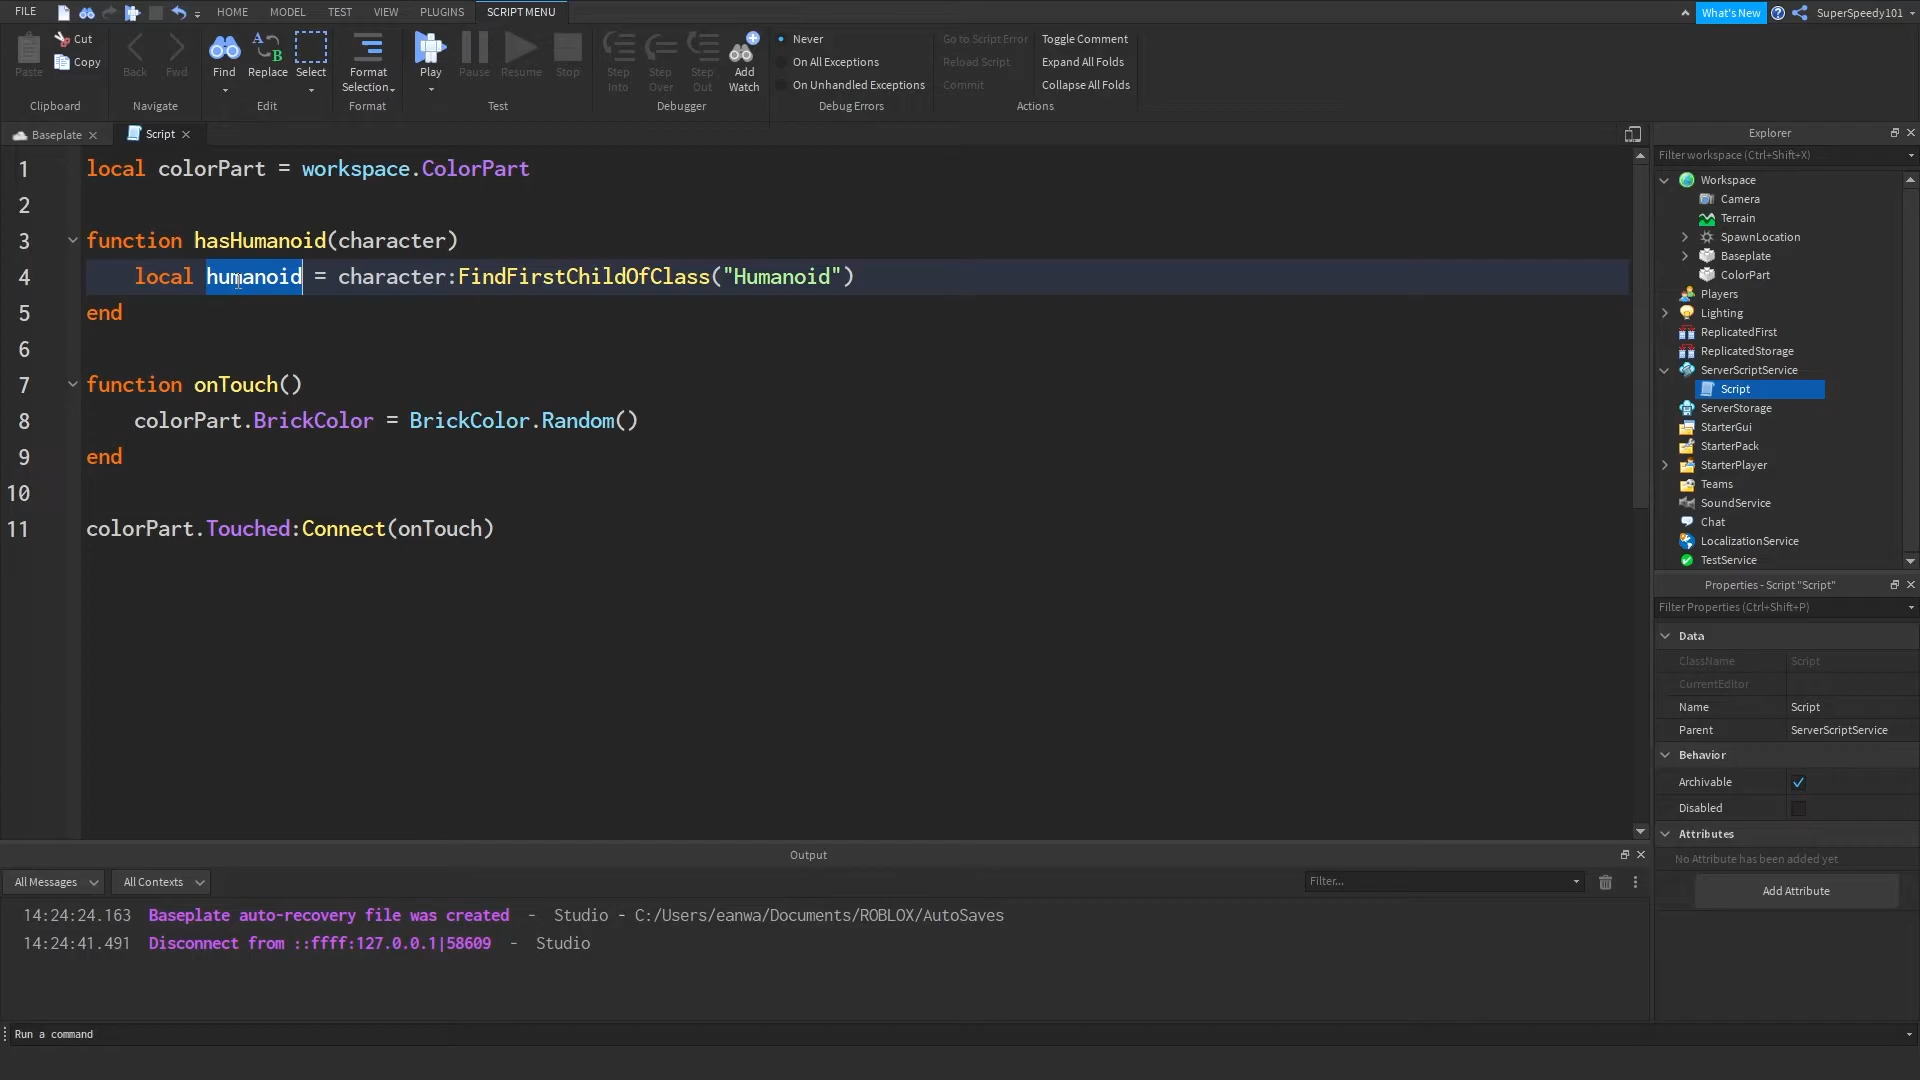 FILE HOME MODEL TEST VIEW PLUGINS SCRIPT MENU What's New SuperSpeedy101
Cut
Copy
Paste Back Fwd Find Replace Select Format Selection Play Pause Resume Stop Step Into Step Over Step Out Add Watch
Never
On All Exceptions
On Unhandled Exceptions
Go to Script Error
Reload Script
Commit
Toggle Comment
Expand All Folds
Collapse All Folds
Clipboard Navigate Edit Format Test Debugger Debug Errors Actions
Baseplate Script
1 local colorPart = workspace.ColorPart
2
3 function hasHumanoid(character)
4 local humanoid = character:FindFirstChildOfClass("Humanoid")
5 end
6
7 function onTouch()
8 colorPart.BrickColor = BrickColor.Random()
9 end
10
11 colorPart.Touched:Connect(onTouch)
Explorer
Filter workspace (Ctrl+Shift+X)
Workspace
Camera
Terrain
SpawnLocation
Baseplate
ColorPart
Players
Lighting
ReplicatedFirst
ReplicatedStorage
ServerScriptService
Script
ServerStorage
StarterGui
StarterPack
StarterPlayer
Teams
SoundService
Chat
LocalizationService
TestService
Properties - Script "Script"
Filter Properties (Ctrl+Shift+P)
Data
ClassName Script
CurrentEditor
Name Script
Parent ServerScriptService
Behavior
Archivable
Disabled
Attributes
No Attribute has been added yet
Add Attribute
Output
All Messages All Contexts Filter...
14:24:24.163 Baseplate auto-recovery file was created - Studio - C:/Users/eanwa/Documents/ROBLOX/AutoSaves
14:24:41.491 Disconnect from ::ffff:127.0.0.1|58609 - Studio
Run a command